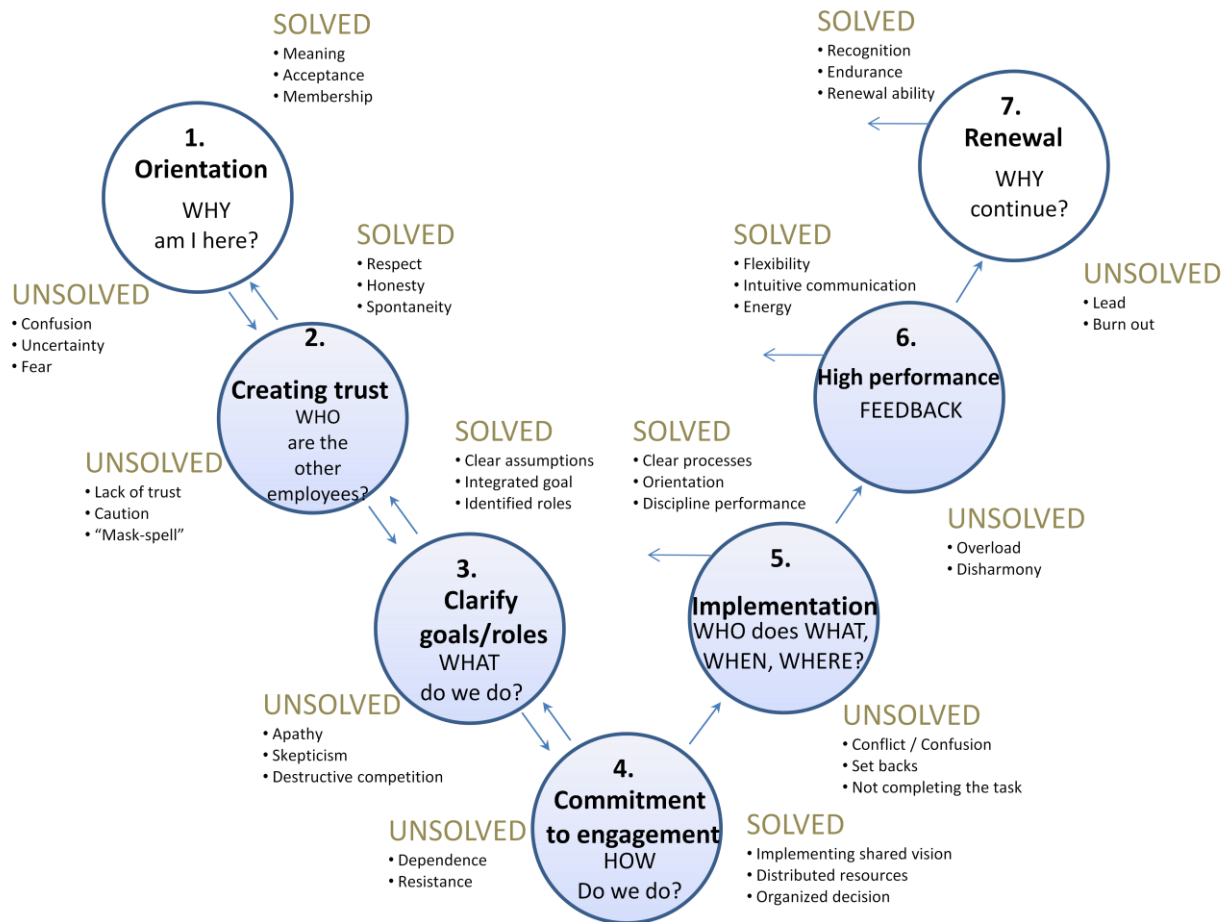 SOLVED
• Meaning
• Acceptance
• Membership
1.
Orientation
WHY
am I here?
UNSOLVED
• Confusion
• Uncertainty
• Fear
SOLVED
• Respect
• Honesty
• Spontaneity
2.
Creating trust
WHO
are the
other
employees?
UNSOLVED
• Lack of trust
• Caution
• “Mask-spell”
SOLVED
• Clear assumptions
• Integrated goal
• Identified roles
3.
Clarify
goals/roles
WHAT
do we do?
UNSOLVED
• Apathy
• Skepticism
• Destructive competition
4.
Commitment
to engagement
HOW
Do we do?
UNSOLVED
• Dependence
• Resistance
SOLVED
• Implementing shared vision
• Distributed resources
• Organized decision
SOLVED
• Clear processes
• Orientation
• Discipline performance
5.
Implementation
WHO does WHAT,
WHEN, WHERE?
UNSOLVED
• Conflict / Confusion
• Set backs
• Not completing the task
SOLVED
• Flexibility
• Intuitive communication
• Energy
6.
High performance
FEEDBACK
UNSOLVED
• Overload
• Disharmony
SOLVED
• Recognition
• Endurance
• Renewal ability
7.
Renewal
WHY
continue?
UNSOLVED
• Lead
• Burn out